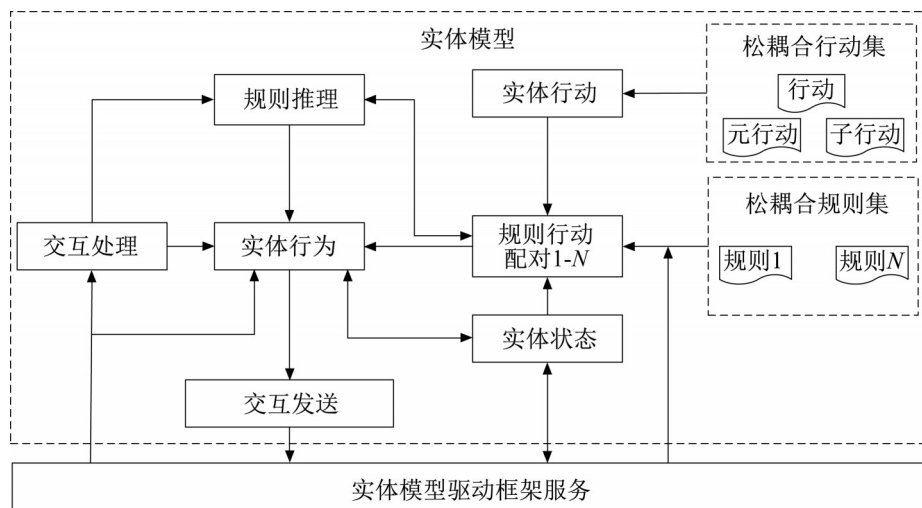 实体模型
松耦合行动集
规则推理
实体行动
行动
元行动
子行动
松耦合规则集
交互处理
实体行为
规则行动
配对1-N
规则1
规则N
实体状态
交互发送
实体模型驱动框架服务